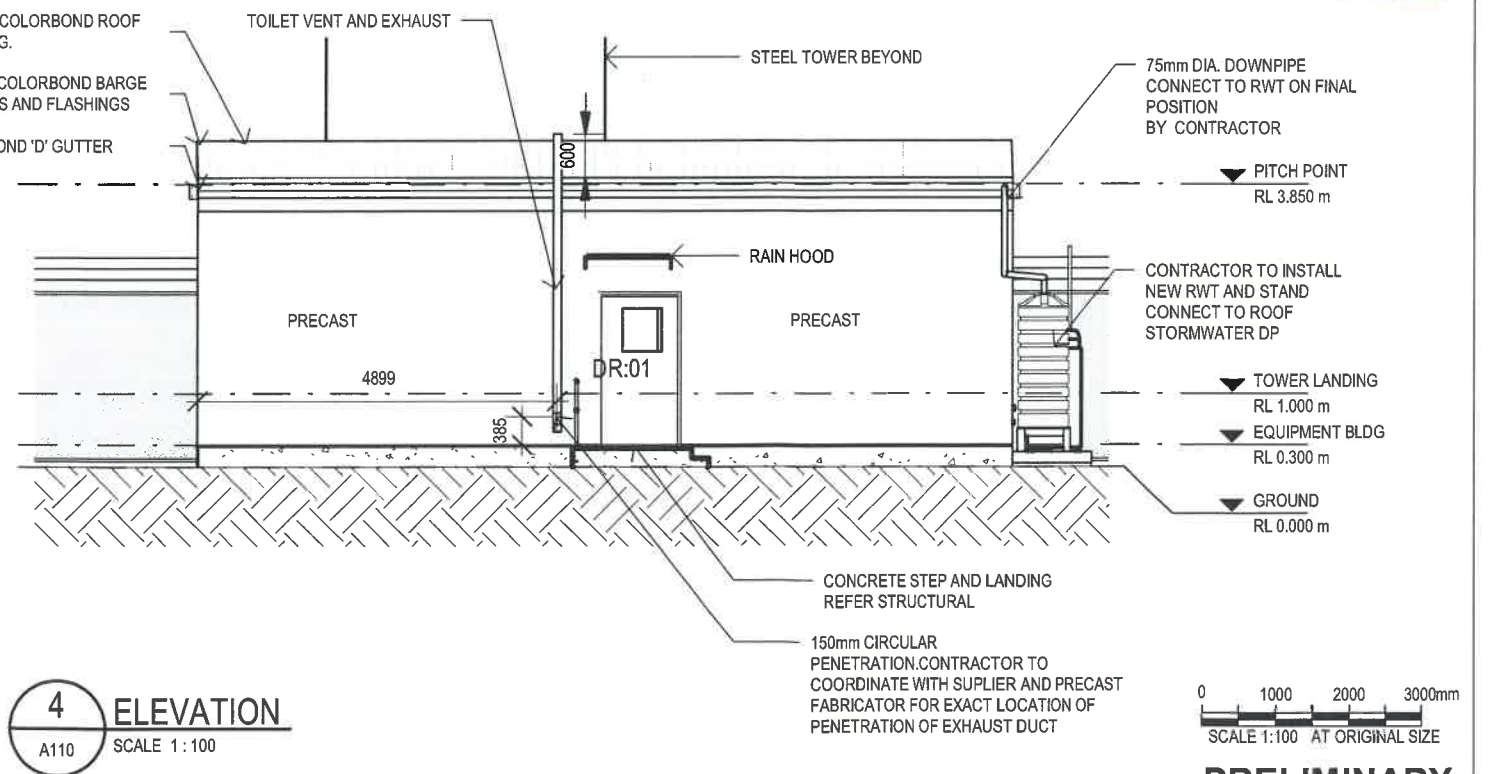 COLORBOND ROOF
G.
COLORBOND BARGE
S AND FLASHINGS
OND 'D' GUTTER
TOILET VENT AND EXHAUST
STEEL TOWER BEYOND
75mm DIA. DOWNPIPE
CONNECT TO RWT ON FINAL
POSITION
BY CONTRACTOR
600
PITCH POINT
RL 3.850 m
RAIN HOOD
CONTRACTOR TO INSTALL
NEW RWT AND STAND
CONNECT TO ROOF
STORMWATER DP
PRECAST
PRECAST
DR:01
4899
385
TOWER LANDING
RL 1.000 m
EQUIPMENT BLDG
RL 0.300 m
GROUND
RL 0.000 m
CONCRETE STEP AND LANDING
REFER STRUCTURAL
150mm CIRCULAR
PENETRATION.CONTRACTOR TO
COORDINATE WITH SUPLIER AND PRECAST
FABRICATOR FOR EXACT LOCATION OF
PENETRATION OF EXHAUST DUCT
4
A110
ELEVATION
SCALE 1 : 100
0 1000 2000 3000mm
SCALE 1:100 AT ORIGINAL SIZE
PRELIMINARY